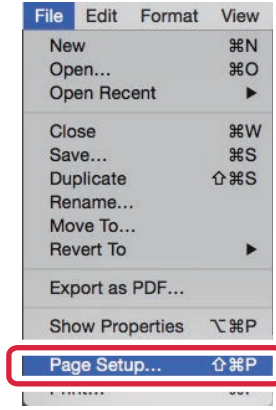 File Edit Format View
New ⌘N
Open... ⌘O
Open Recent ▶
Close ⌘W
Save... ⌘S
Duplicate ⇧⌘S
Rename...
Move To...
Revert To ▶
Export as PDF...
Show Properties ⌥⌘P
Page Setup... ⇧⌘P